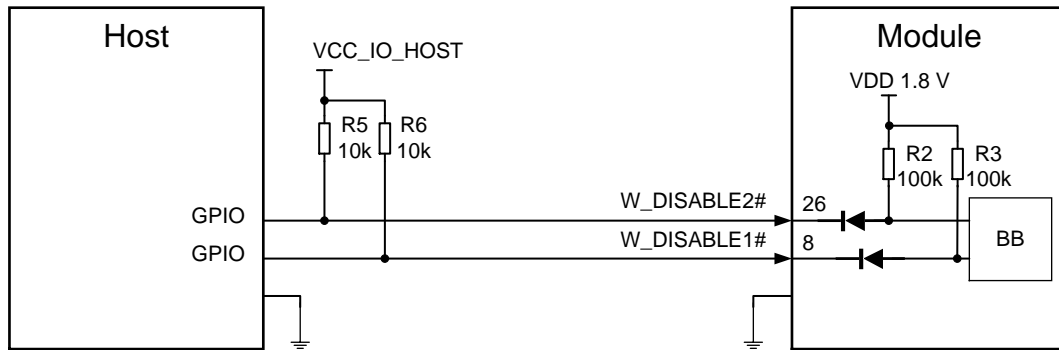 Host
Module
VCC_IO_HOST
VDD 1.8 V
R5
10k
R6
10k
R2
100k
R3
100k
GPIO
W_DISABLE2#
26
GPIO
W_DISABLE1#
8
BB